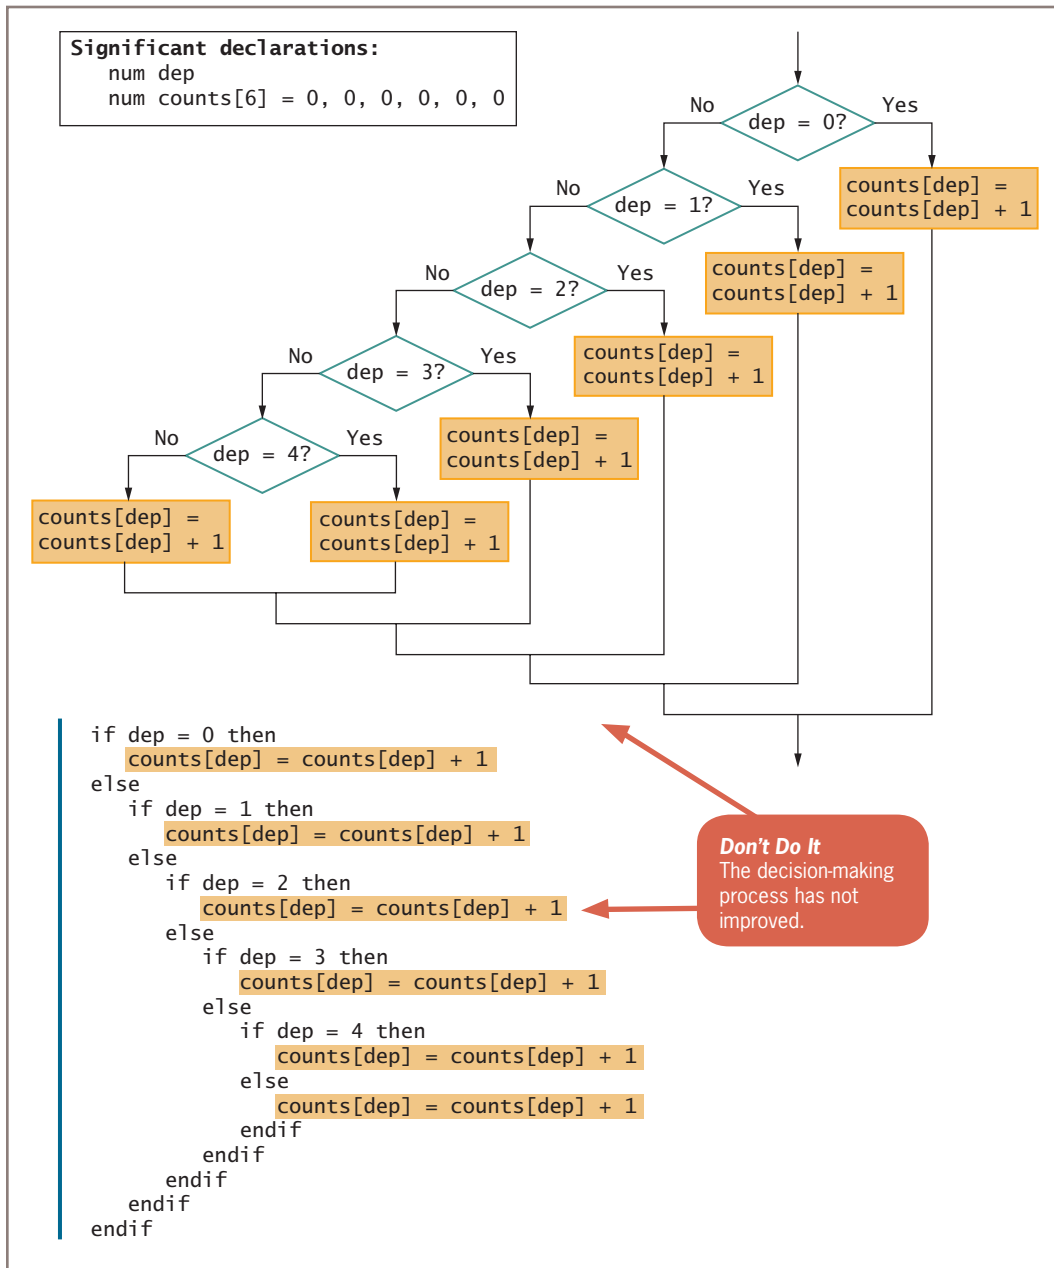 Significant declarations:
num dep
num counts[6] = 0, 0, 0, 0, 0, 0
dep = 0?
No
Yes
counts[dep] =
counts[dep] + 1
dep = 1?
No
Yes
counts[dep] =
counts[dep] + 1
dep = 2?
No
Yes
counts[dep] =
counts[dep] + 1
dep = 3?
No
Yes
counts[dep] =
counts[dep] + 1
dep = 4?
No
Yes
counts[dep] =
counts[dep] + 1
counts[dep] =
counts[dep] + 1
if dep = 0 then
counts[dep] = counts[dep] + 1
else
if dep = 1 then
counts[dep] = counts[dep] + 1
else
if dep = 2 then
counts[dep] = counts[dep] + 1
else
if dep = 3 then
counts[dep] = counts[dep] + 1
else
if dep = 4 then
counts[dep] = counts[dep] + 1
else
counts[dep] = counts[dep] + 1
endif
endif
endif
endif
endif
Don't Do It
The decision-making
process has not
improved.